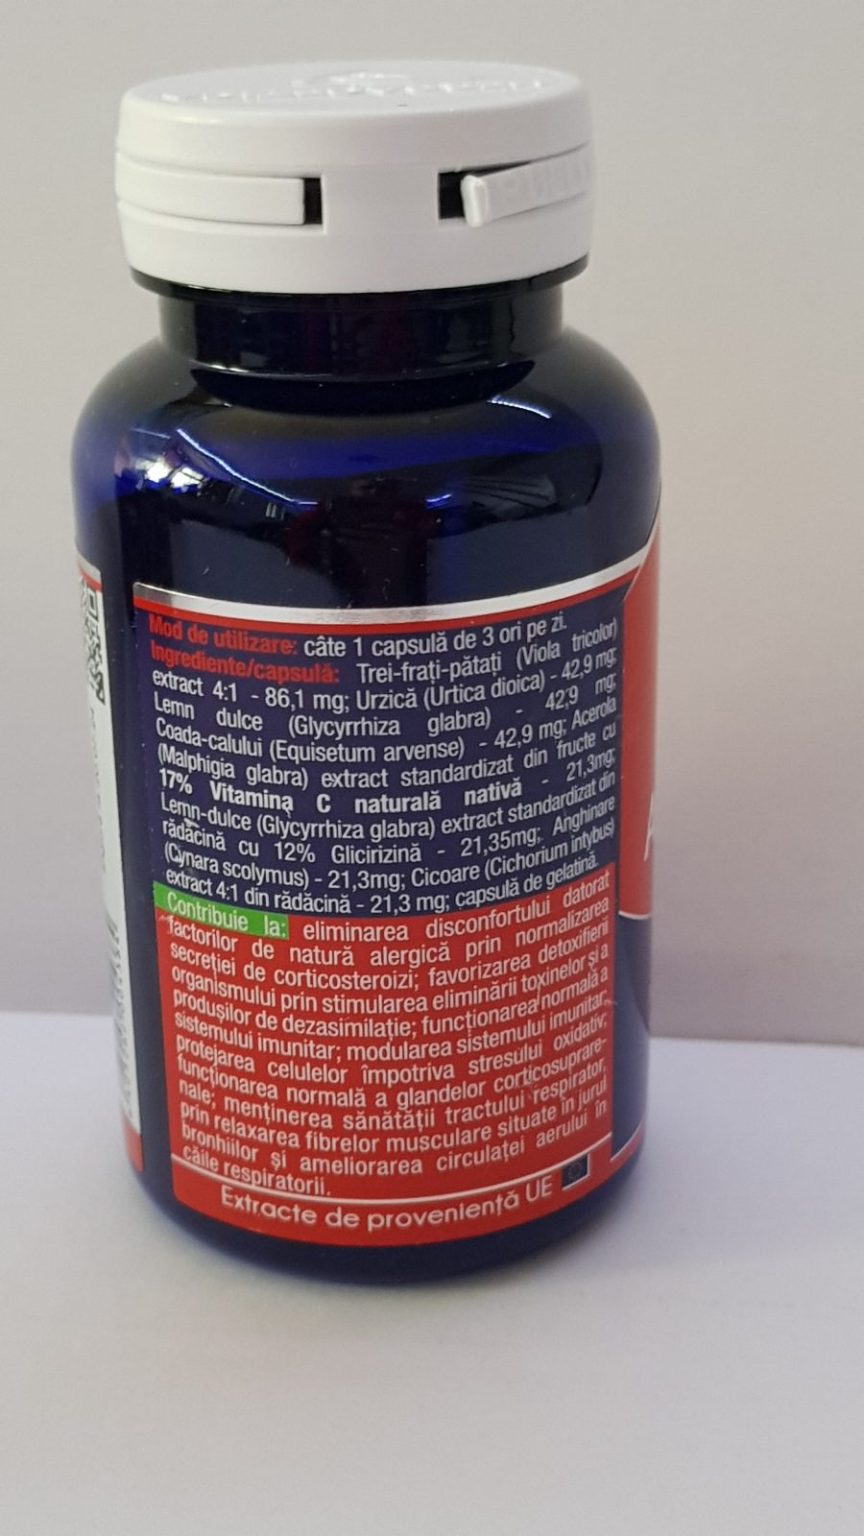 Mod de utilizare: câte 1 capsulă de 3 ori pe zi.
Ingrediente/capsulă: Trei-frați-pătați (Viola tricolor)
extract 4:1 - 86,1 mg; Urzică (Urtica dioica) - 42,9 mg;
Lemn dulce (Glycyrrhiza glabra) - 42,9 mg;
Coada-calului (Equisetum arvense) - 42,9 mg; Acerola
(Malphigia glabra) extract standardizat din fructe cu
17% Vitamina C naturală nativă - 21,3mg;
Lemn-dulce (Glycyrrhiza glabra) extract standardizat din
rădăcină cu 12% Glicirizină - 21,35mg; Anghinare
(Cynara scolymus) - 21,3mg; Cicoare (Cichorium intybus)
extract 4:1 din rădăcină - 21,3 mg; capsulă de gelatină.
Contribuie la: eliminarea disconfortului datorat
factorilor de natură alergică prin normalizarea
secreției de corticosteroizi; favorizarea detoxifierii
organismului prin stimularea eliminării toxinelor și a
produșilor de dezasimilație; funcționarea normală a
sistemului imunitar; modularea sistemului imunitar,
protejarea celulelor împotriva stresului oxidativ;
funcționarea normală a glandelor corticosuprare-
nale; menținerea sănătății tractului respirator,
prin relaxarea fibrelor musculare situate în jurul
bronhiilor și ameliorarea circulației aerului în
căile respiratorii.
Extracte de proveniență UE